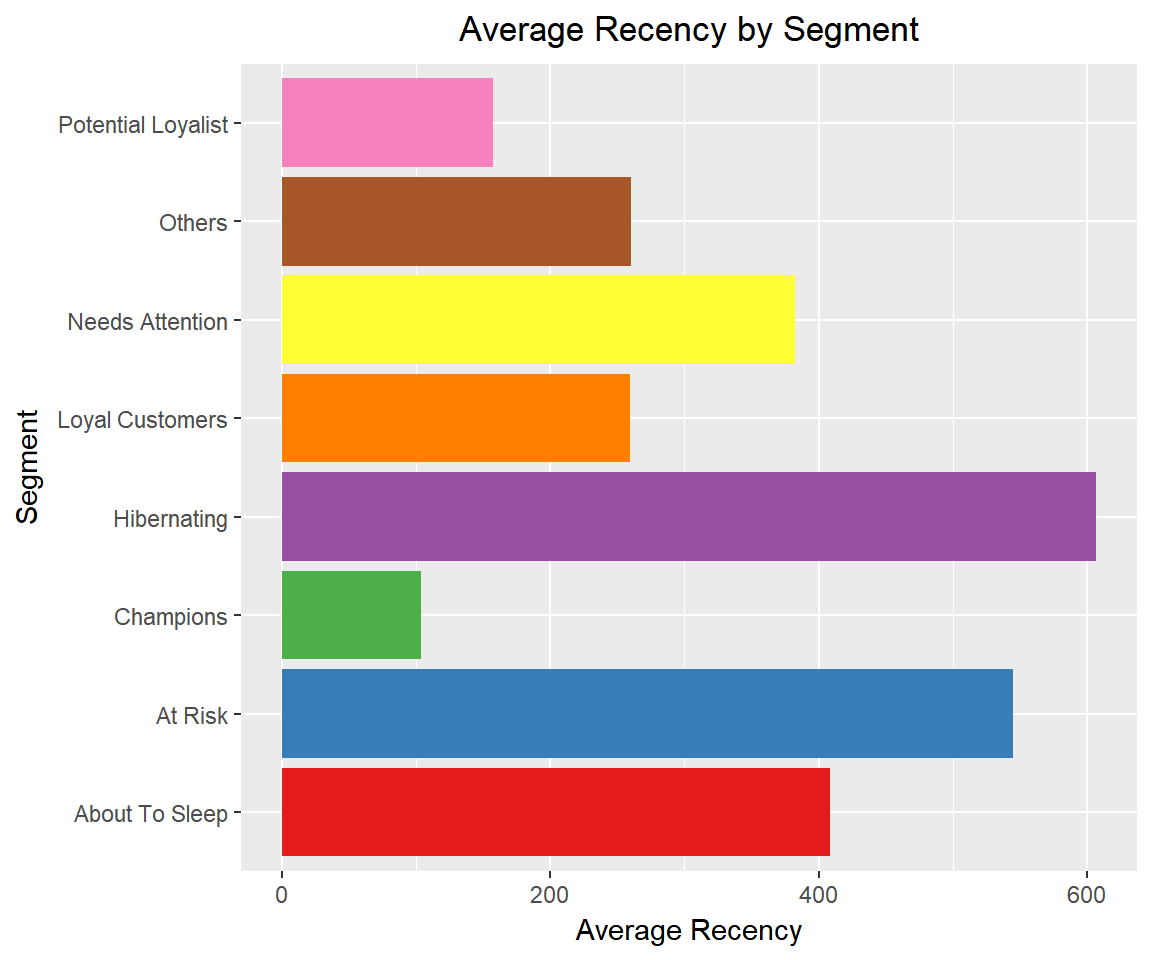 Average Recency by Segment
Potential Loyalist
Others
Needs Attention
Loyal Customers
Hibernating
Champions
At Risk
About To Sleep
Segment
0 200 400 600
Average Recency